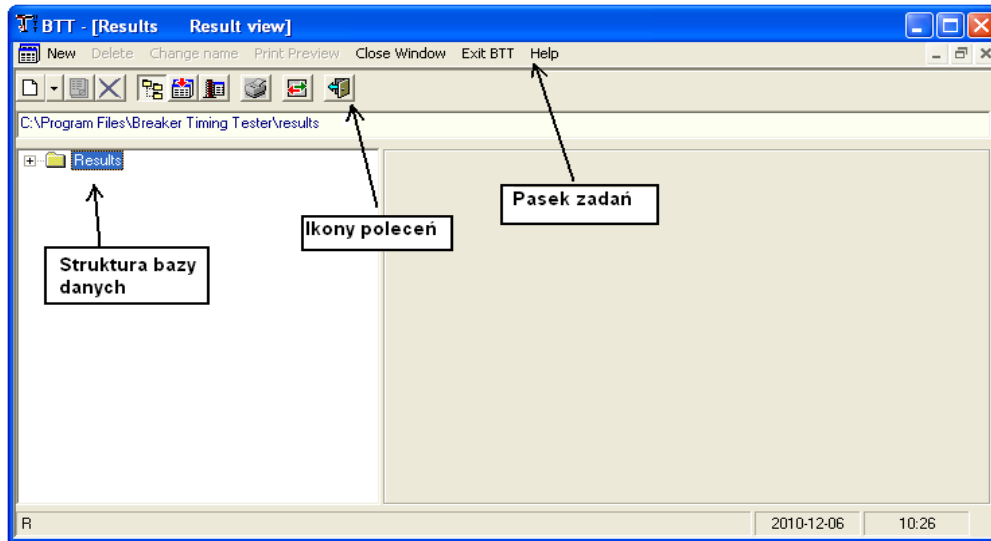 BTT - [Results Result view]
New Delete Change name Print Preview Close Window Exit BTT Help
C:\Program Files\Breaker Timing Tester\results
Results
Pasek zadań
Ikony poleceń
Struktura bazy
danych
R 2010-12-06 10:26